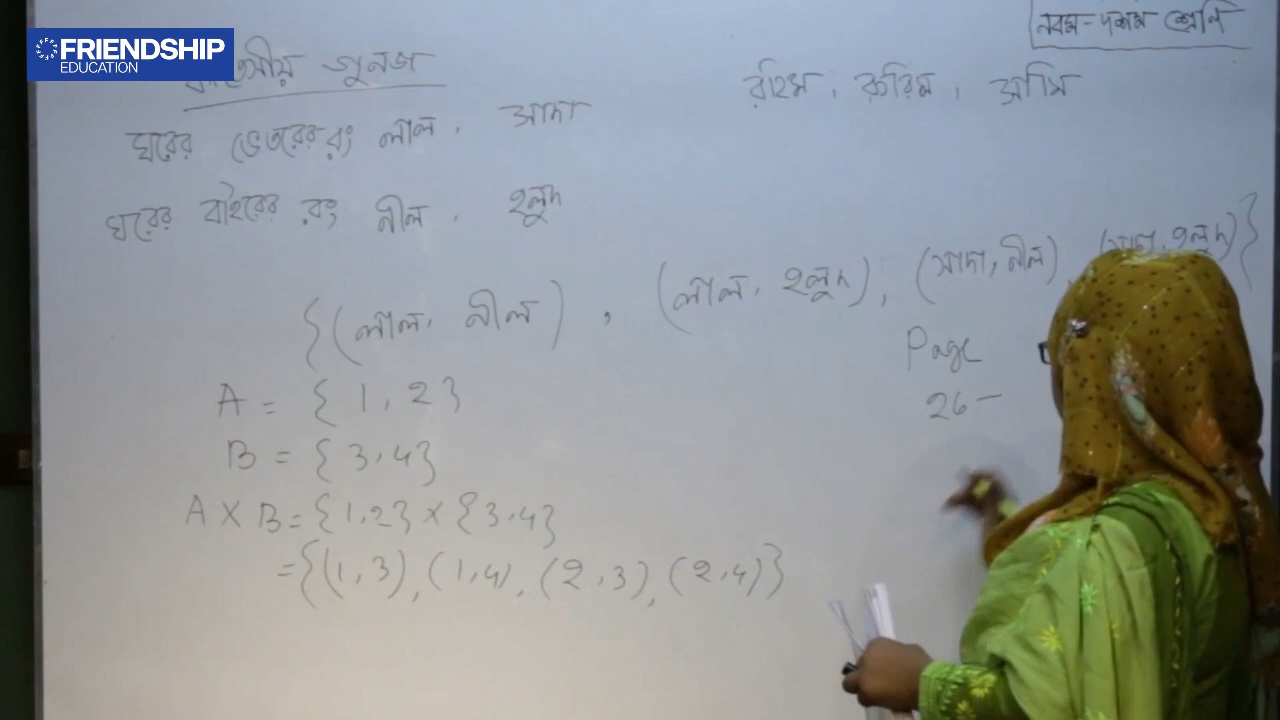 FRIENDSHIP
EDUCATION
নবম-দশম শ্রেণি
গুনজ
রহিম, করিম,
ঘরের ভেতরের রং লাল, সাদা
ঘরের বাইরের রং নীল, হলুদ
{(লাল, নীল), (লাল, হলুদ), (সাদা, নীল) (সাদা, হলুদ)}
Page
26-
A = {1, 2}
B = {3, 4}
A X B = {1, 2} x {3, 4}
= {(1, 3), (1, 4), (2, 3), (2, 4)}